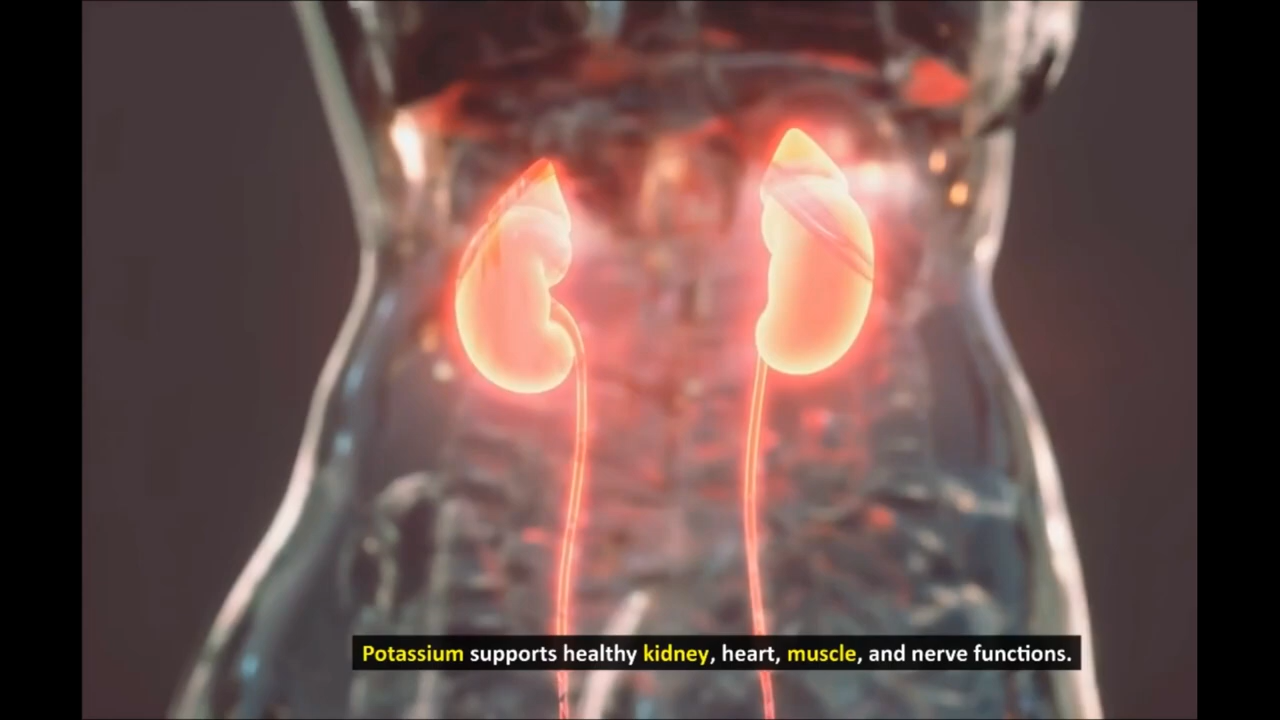 Potassium supports healthy kidney, heart, muscle, and nerve functions.